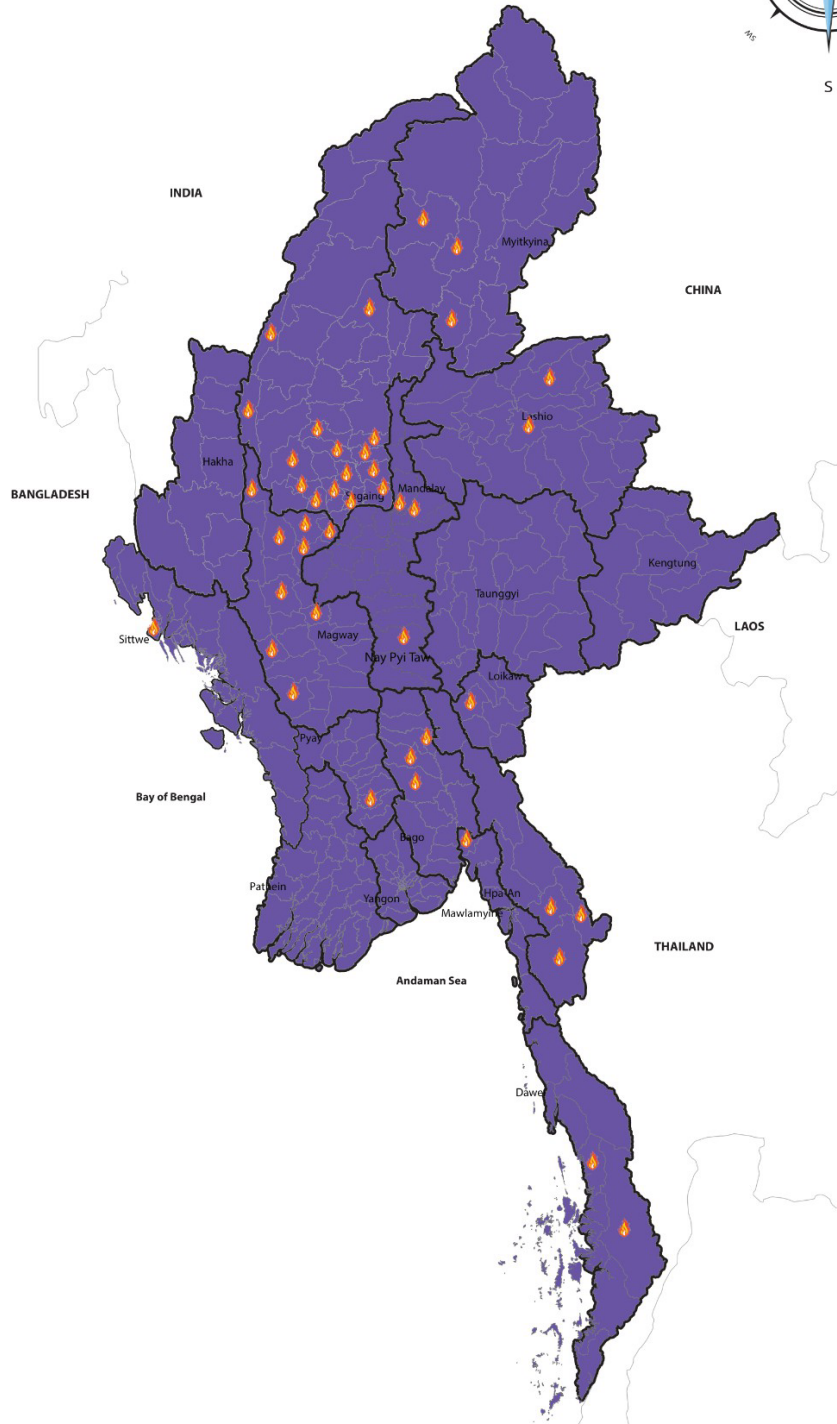 SW
S
INDIA
Myitkyina
CHINA
Lashio
Hakha
Mandalay
BANGLADESH
Sagaing
Kengtung
Taunggyi
LAOS
Sittwe
Magway
Nay Pyi Taw
Loikaw
Pyay
Bay of Bengal
Bago
Pathein
Hpa-An
Yangon
Mawlamyine
THAILAND
Andaman Sea
Dawei